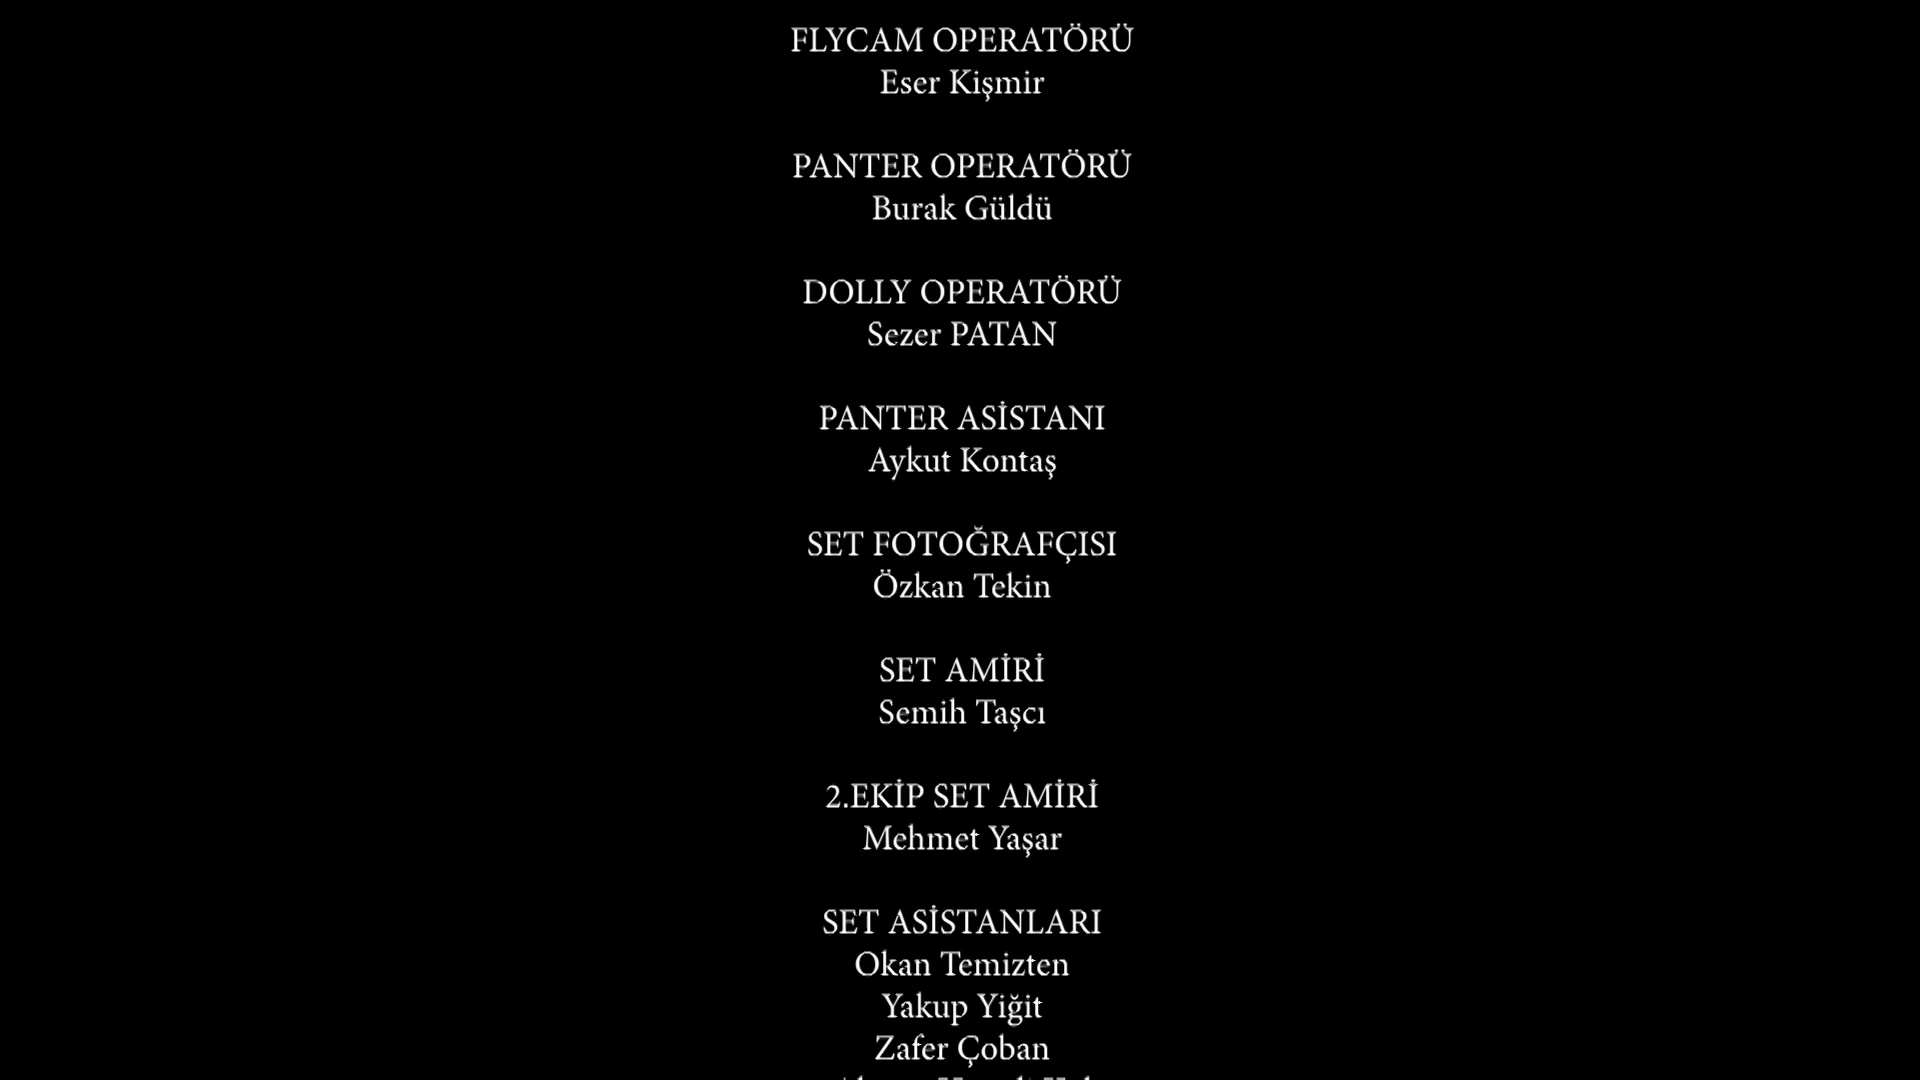 FLYCAM OPERATÖRÜ
Eser Kişmir
PANTER OPERATÖRÜ
Burak Güldü
DOLLY OPERATÖRÜ
Sezer PATAN
PANTER ASİSTANI
Aykut Kontaş
SET FOTOĞRAFÇISI
Özkan Tekin
SET AMİRİ
Semih Taşcı
2.EKİP SET AMİRİ
Mehmet Yaşar
SET ASİSTANLARI
Okan Temizten
Yakup Yiğit
Zafer Çoban